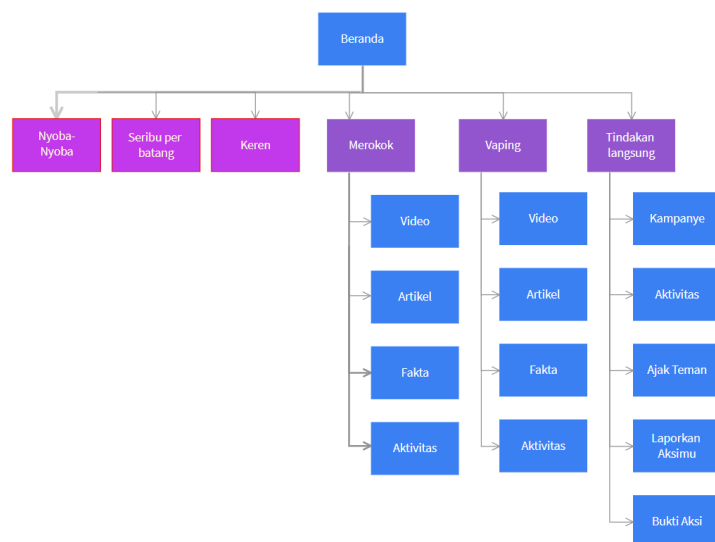 Beranda
Nyoba-
Nyoba
Seribu per
batang
Keren
Merokok
Vaping
Tindakan
langsung
Video
Artikel
Fakta
Aktivitas
Video
Artikel
Fakta
Aktivitas
Kampanye
Aktivitas
Ajak Teman
Laporkan
Aksimu
Bukti Aksi